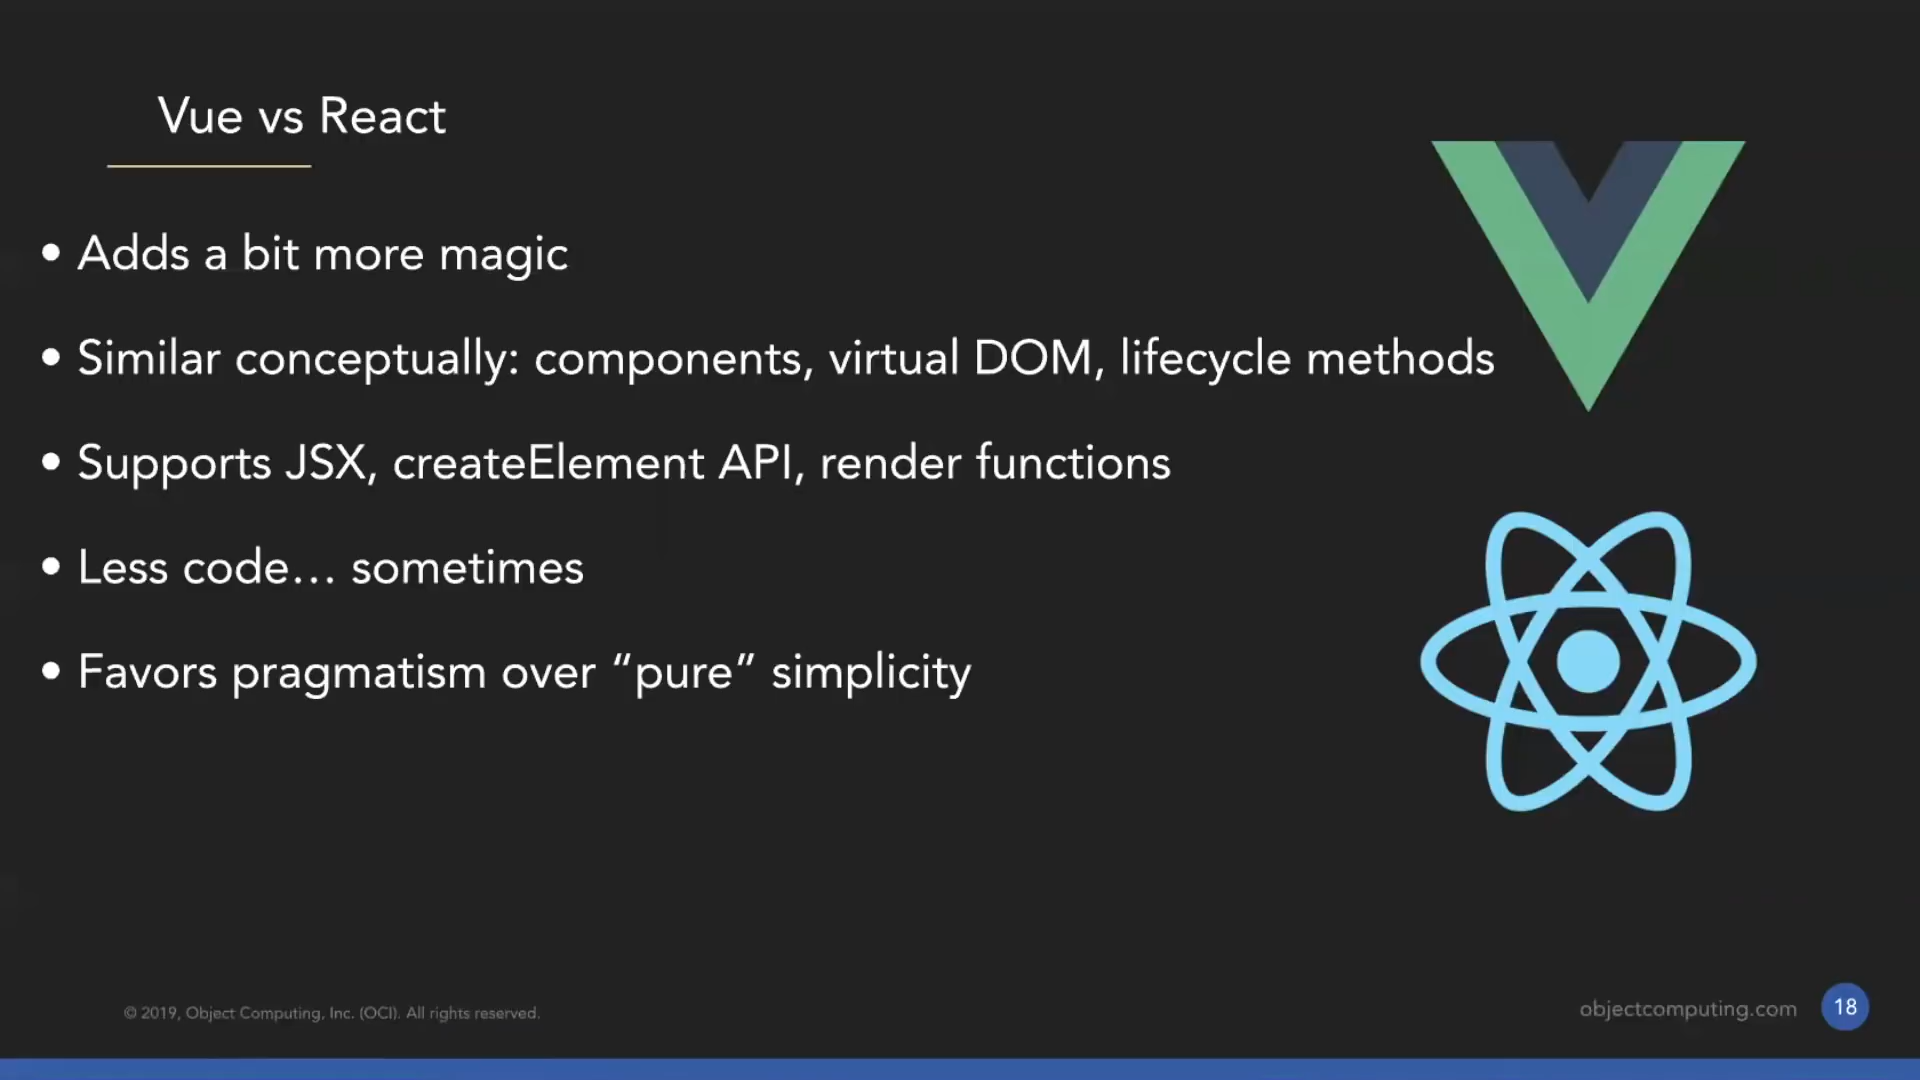 Vue vs React
• Adds a bit more magic
• Similar conceptually: components, virtual DOM, lifecycle methods
• Supports JSX, createElement API, render functions
• Less code... sometimes
• Favors pragmatism over “pure” simplicity
© 2019, Object Computing, Inc. (OCI). All rights reserved.
objectcomputing.com
18